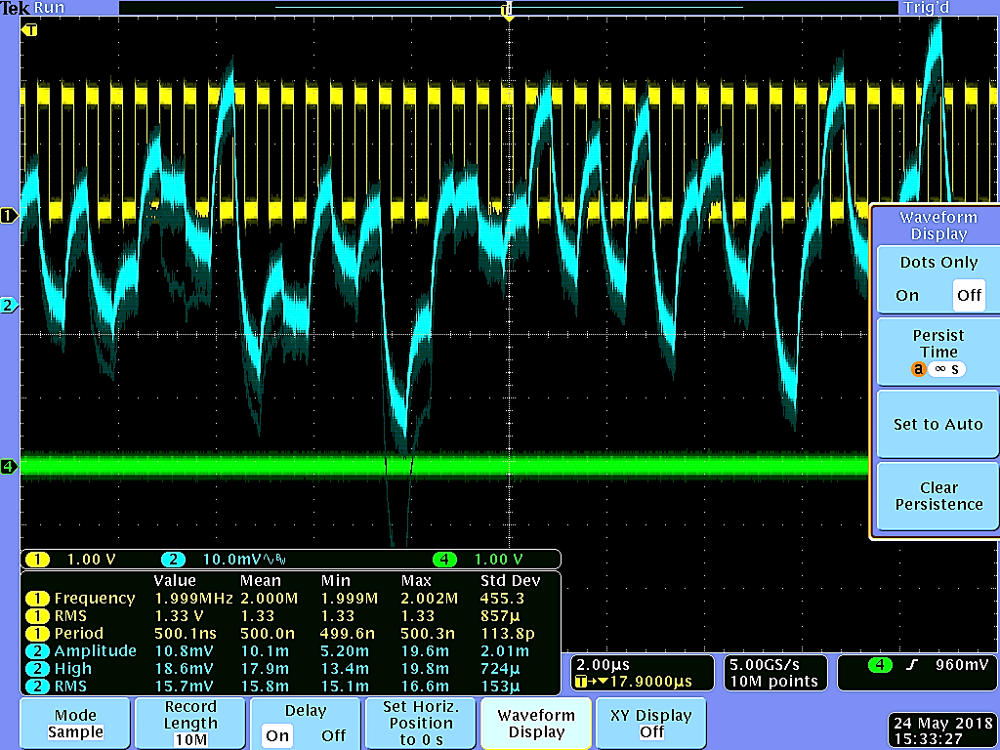 Tek Run Trig'd
T
T
1
2
4
Waveform
Display
Dots Only
On Off
Persist
Time
a ∞ s
Set to Auto
Clear
Persistence
1 1.00 V 2 10.0mV∿BW 4 1.00 V
Value Mean Min Max Std Dev
1 Frequency 1.999MHz 2.000M 1.999M 2.002M 455.3
1 RMS 1.33 V 1.33 1.33 1.33 857µ
1 Period 500.1ns 500.0n 499.6n 500.3n 113.8p
2 Amplitude 10.8mV 10.1m 5.20m 19.6m 2.01m
2 High 18.6mV 17.9m 13.4m 19.8m 724µ
2 RMS 15.7mV 15.8m 15.1m 16.6m 153µ
2.00µs
T→▼17.9000µs
5.00GS/s
10M points
4 ƒ 960mV
Mode
Sample
Record
Length
10M
Delay
On Off
Set Horiz.
Position
to 0 s
Waveform
Display
XY Display
Off
24 May 2018
15:33:27